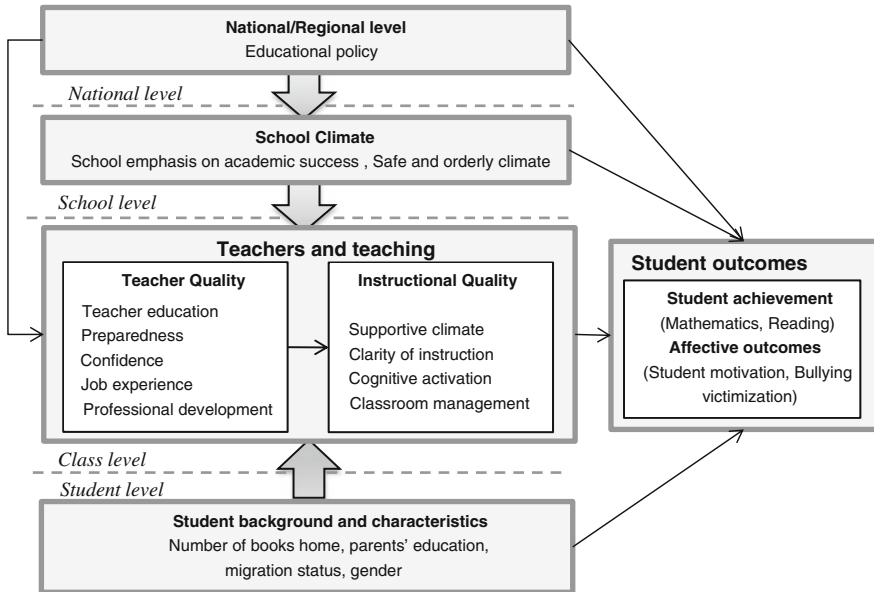 National/Regional level
Educational policy
National level
School Climate
School emphasis on academic success , Safe and orderly climate
School level
Teachers and teaching
Teacher Quality
Teacher education
Preparedness
Confidence
Job experience
Professional development
Instructional Quality
Supportive climate
Clarity of instruction
Cognitive activation
Classroom management
Student outcomes
Student achievement
(Mathematics, Reading)
Affective outcomes
(Student motivation, Bullying
victimization)
Class level
Student level
Student background and characteristics
Number of books home, parents’ education,
migration status, gender